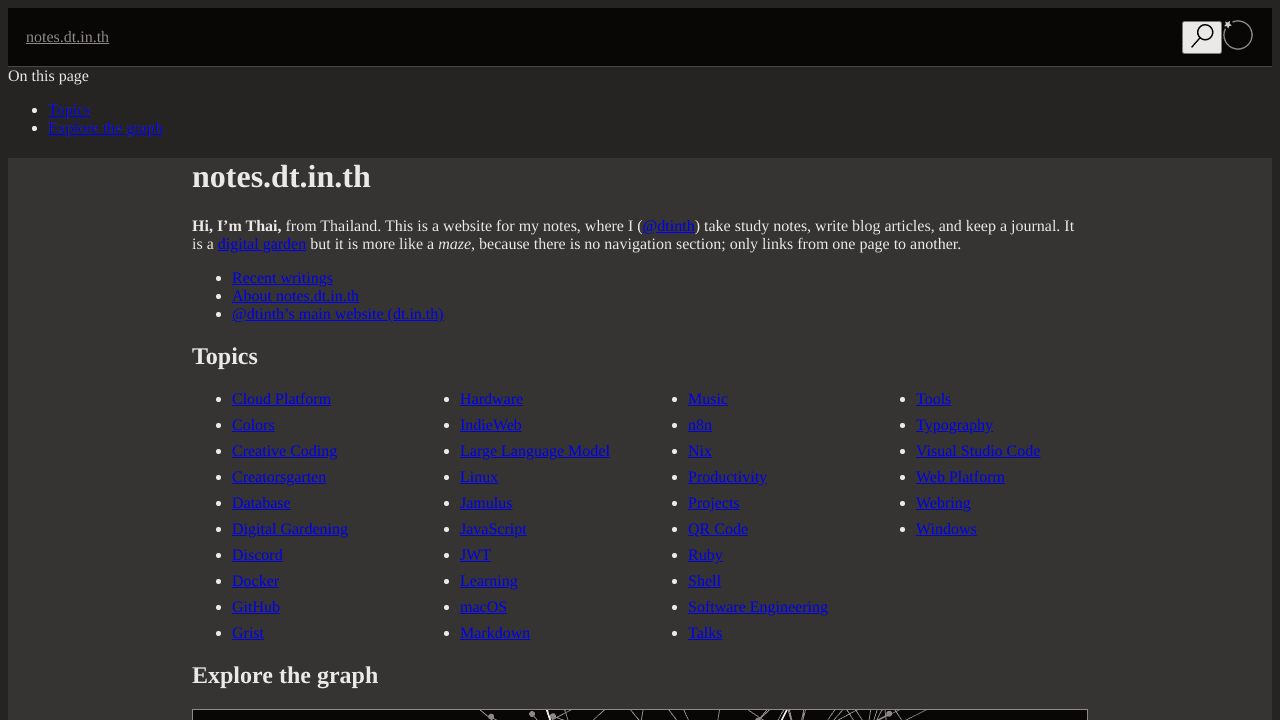 notes.dt.in.th
On this page
Topics
Explore the graph
notes.dt.in.th
Hi, I’m Thai, from Thailand. This is a website for my notes, where I (@dtinth) take study notes, write blog articles, and keep a journal. It
is a digital garden but it is more like a maze, because there is no navigation section; only links from one page to another.
Recent writings
About notes.dt.in.th
@dtinth’s main website (dt.in.th)
Topics
Cloud Platform
Colors
Creative Coding
Creatorsgarten
Database
Digital Gardening
Discord
Docker
GitHub
Grist
Hardware
IndieWeb
Large Language Model
Linux
Jamulus
JavaScript
JWT
Learning
macOS
Markdown
Music
n8n
Nix
Productivity
Projects
QR Code
Ruby
Shell
Software Engineering
Talks
Tools
Typography
Visual Studio Code
Web Platform
Webring
Windows
Explore the graph